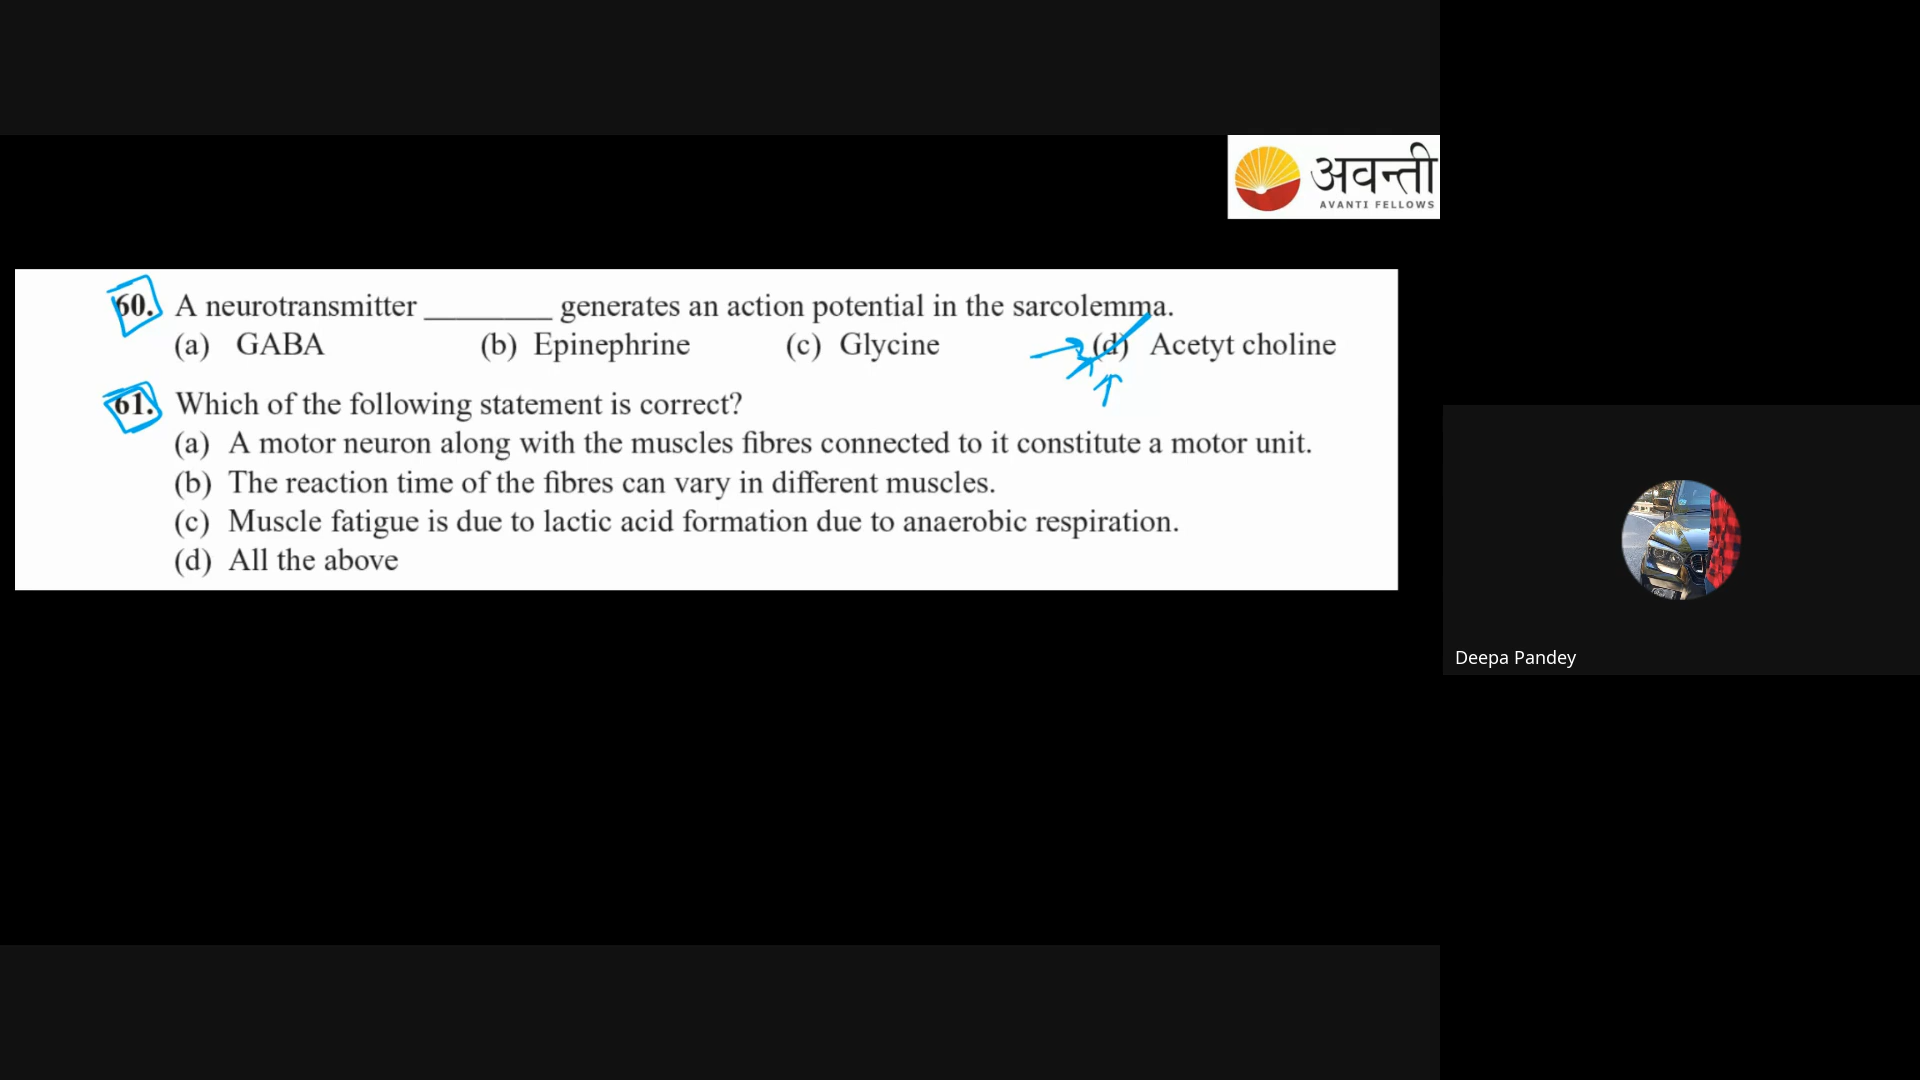 अवन्ती
AVANTI FELLOWS
60. A neurotransmitter ________ generates an action potential in the sarcolemma.
(a) GABA (b) Epinephrine (c) Glycine (d) Acetyt choline
61. Which of the following statement is correct?
(a) A motor neuron along with the muscles fibres connected to it constitute a motor unit.
(b) The reaction time of the fibres can vary in different muscles.
(c) Muscle fatigue is due to lactic acid formation due to anaerobic respiration.
(d) All the above
Deepa Pandey